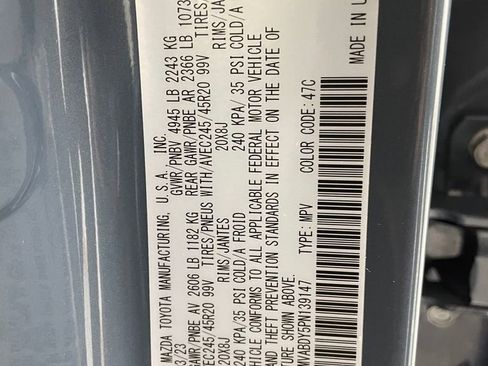 MAZDA TOYOTA MANUFACTURING, U.S.A., INC.
3/23 GVWR/PNBV 4945 LB 2243 KG
GAWR/PNBE AV 2606 LB 1182 KG REAR GAWR/PNBE AR 2366 LB 1073
245/45R20 99V TIRES/PNEUS WITH/AVEC245/45R20 99V TIRES/
20X8J RIMS/JANTES 20X8J RIMS/JA
240 KPA/35 PSI COLD/A FROID 240 KPA/ 35 PSI COLD/A
VEHICLE CONFORMS TO ALL APPLICABLE FEDERAL MOTOR VEHICLE
AND THEFT PREVENTION STANDARDS IN EFFECT ON THE DATE OF
TURE SHOWN ABOVE.
MVABDY5PN139147 TYPE: MPV COLOR CODE: 47C
MADE IN U